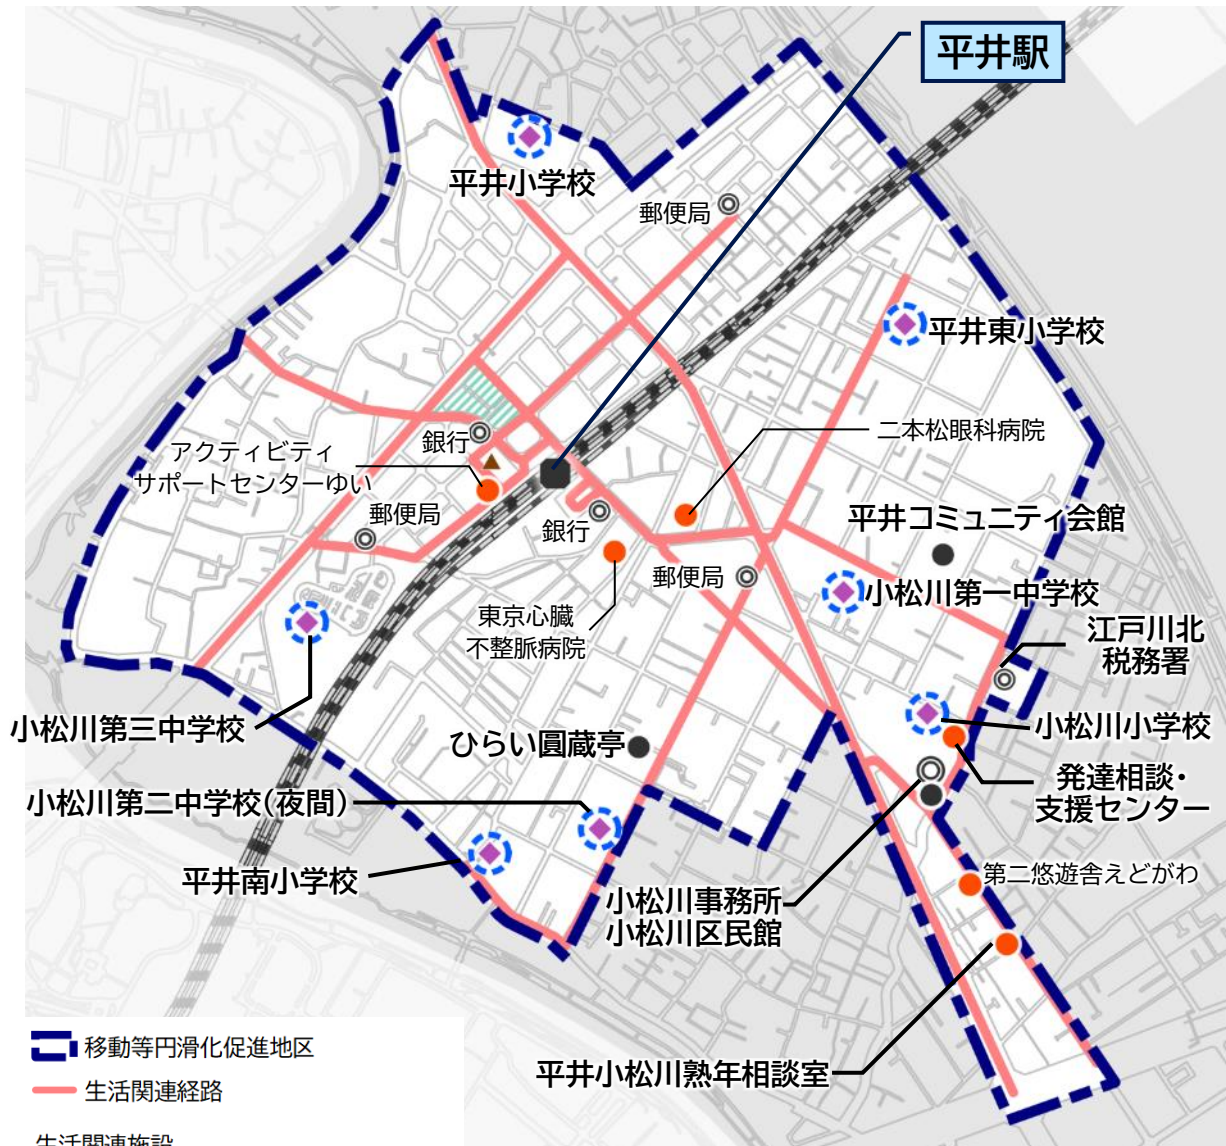 平井駅
平井小学校
郵便局
平井東小学校
二本松眼科病院
銀行
アクティビティ
サポートセンターゆい
郵便局
銀行
平井コミュニティ会館
郵便局
小松川第一中学校
東京心臓
不整脈病院
江戸川北
税務署
小松川第三中学校
小松川小学校
ひらい圓蔵亭
発達相談・
支援センター
小松川第二中学校(夜間)
平井南小学校
第二悠遊舎えどがわ
小松川事務所
小松川区民館
平井小松川熟年相談室
移動等円滑化促進地区
生活関連経路
生活関連施設